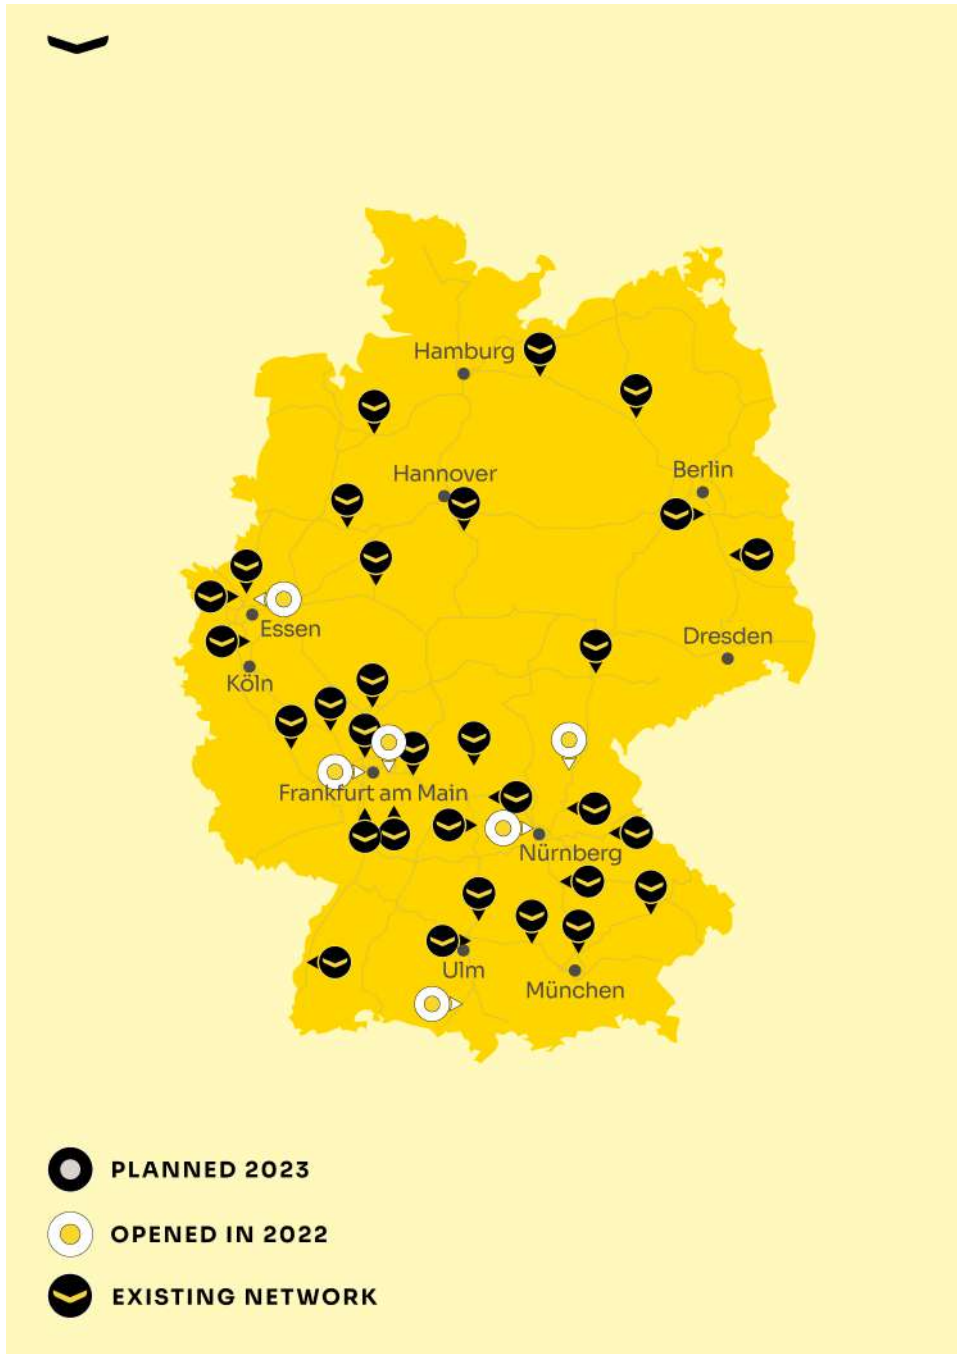 Hamburg
Hannover
Berlin
Essen
Dresden
Köln
Frankfurt am Main
Nürnberg
Ulm
München
PLANNED 2023
OPENED IN 2022
EXISTING NETWORK